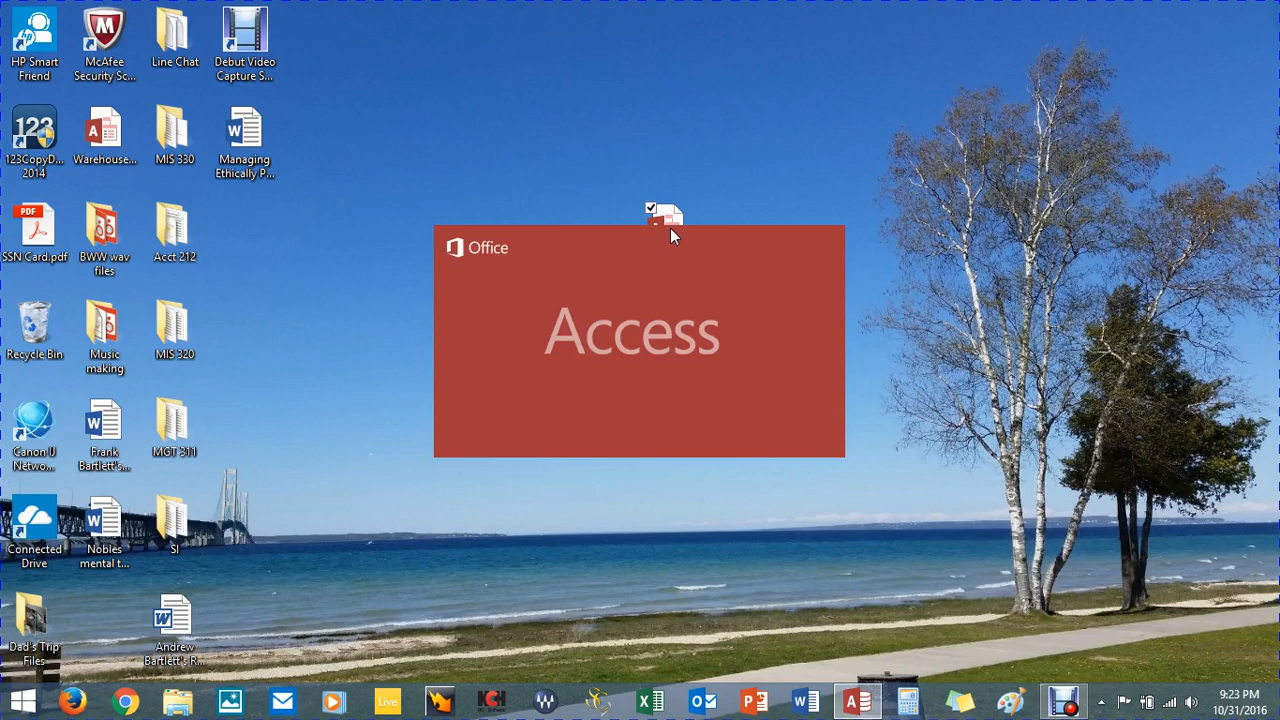 HP Smart
Friend
McAfee
Security Sc...
Line Chat
Debut Video
Capture S...
123
123CopyD...
2014
Warehouse...
MIS 330
Managing
Ethically P...
PDF
SSN Card.pdf
BWW wav
files
Acct 212
Recycle Bin
Music
making
MIS 320
Canon IJ
Netwo...
Frank
Bartlett's...
MGT 311
Connected
Drive
Nobles
mental t...
SI
Dad's Trip
Files
Andrew
Bartlett's R...
Office
Access
Live
9:23 PM
10/31/2016